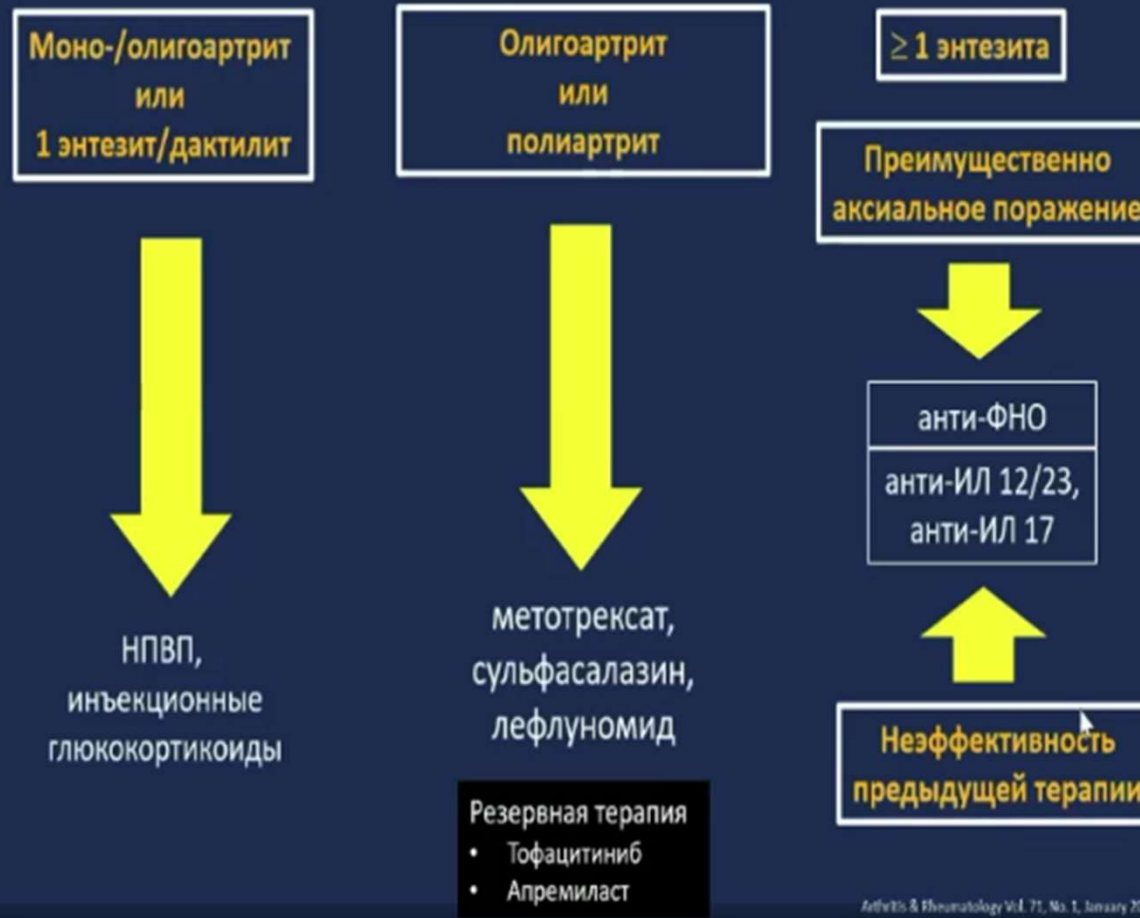 Моно-/олигоартрит
или
1 энтезит/дактилит
НПВП,
инъекционные
глюкокортикоиды
Олигоартрит
или
полиартрит
метотрексат,
сульфасалазин,
лефлуномид
Резервная терапия
• Тофацитиниб
• Апремиласт
≥ 1 энтезита
Преимущественно
аксиальное поражение
анти-ФНО
анти-ИЛ 12/23,
анти-ИЛ 17
Неэффективность
предыдущей терапии
Arthritis & Rheumatology Vol. 71, No. 1, January